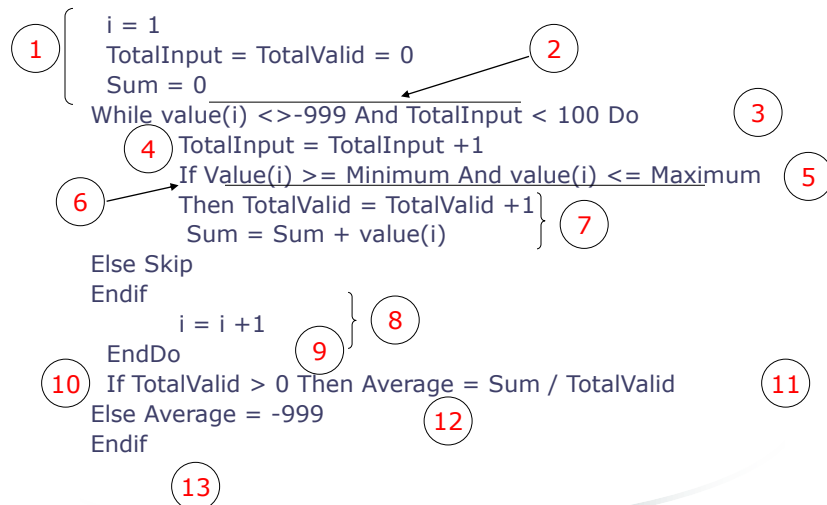 i = 1
1
TotalInput = TotalValid = 0
2
Sum = 0
While value(i) <>-999 And TotalInput < 100 Do
3
4
TotalInput = TotalInput +1
If Value(i) >= Minimum And value(i) <= Maximum
5
6
Then TotalValid = TotalValid +1
7
Sum = Sum + value(i)
Else Skip
Endif
i = i +1
8
EndDo
9
10
If TotalValid > 0 Then Average = Sum / TotalValid
11
Else Average = -999
12
Endif
13